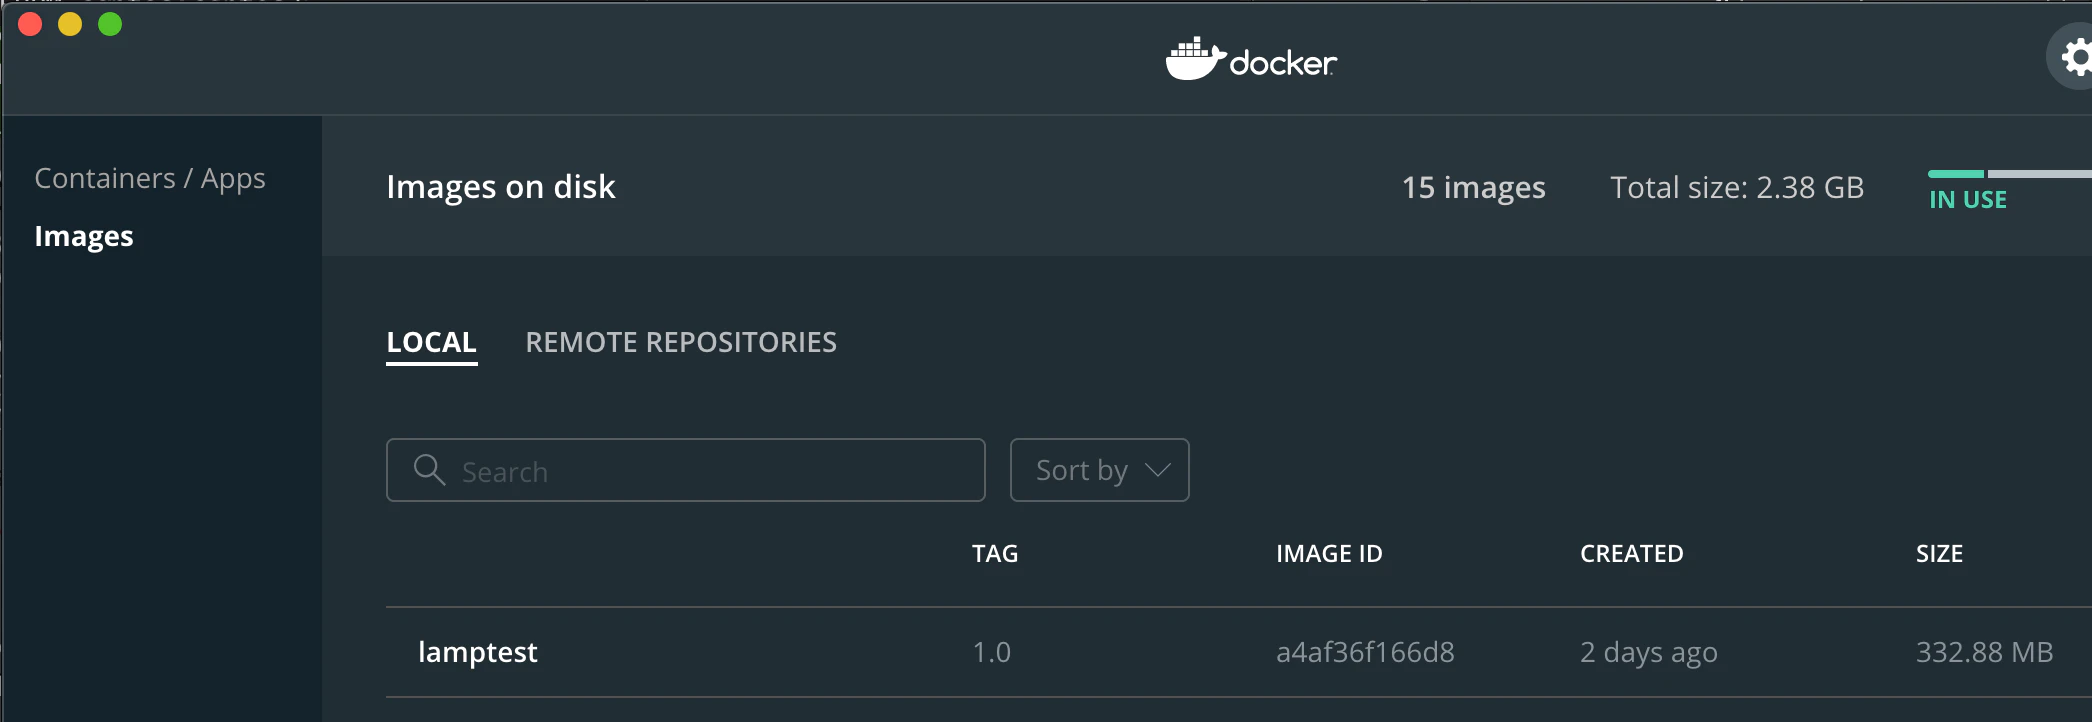 docker
Containers / Apps
Images
Images on disk
15 images
Total size: 2.38 GB
IN USE
LOCAL
REMOTE REPOSITORIES
Search
Sort by
TAG IMAGE ID CREATED SIZE
lamptest 1.0 a4af36f166d8 2 days ago 332.88 MB